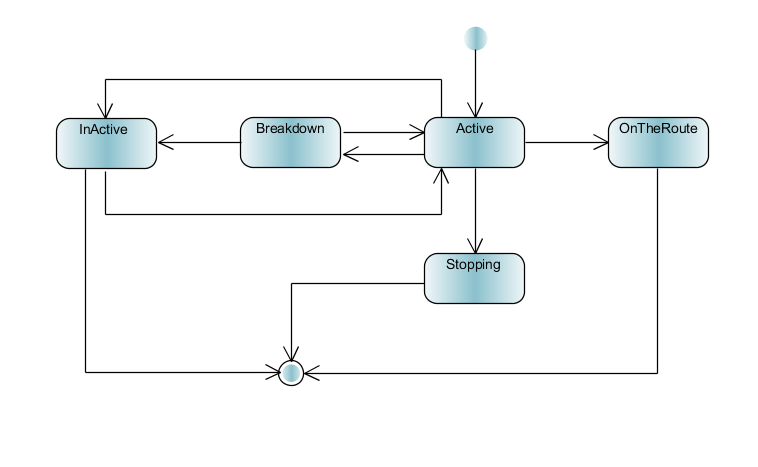 InActive
Breakdown
Active
OnTheRoute
Stopping